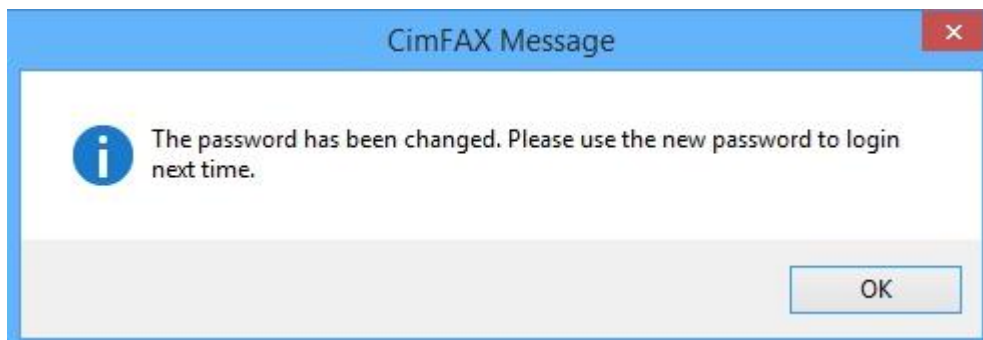 CimFAX Message
The password has been changed. Please use the new password to login
next time.
OK